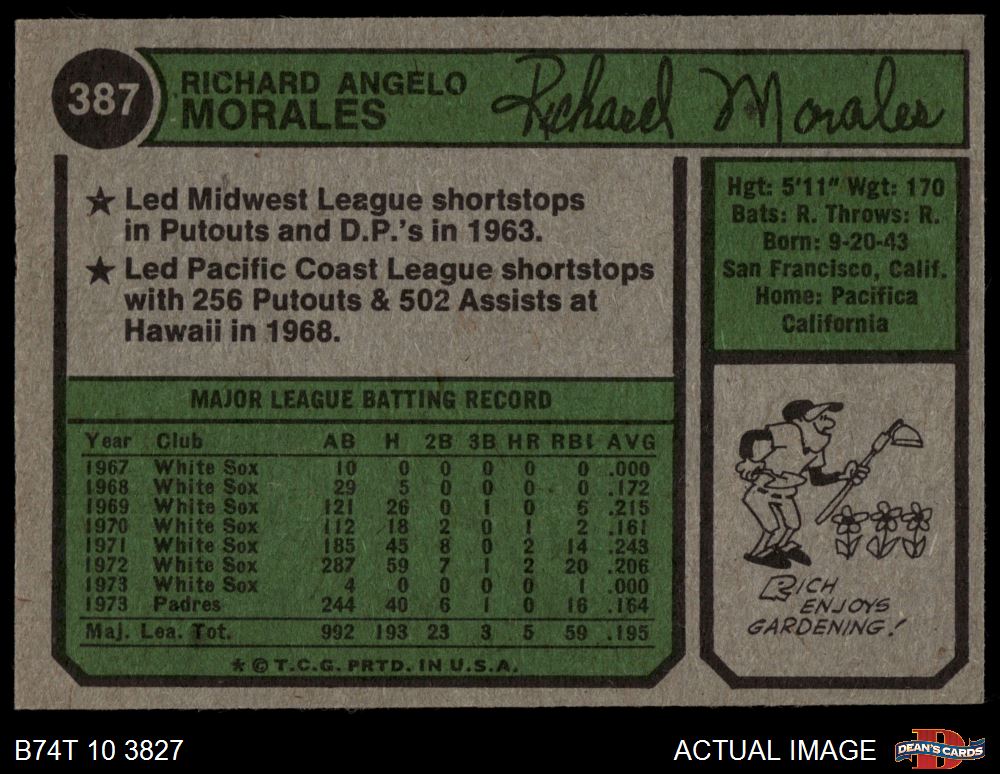 387
RICHARD ANGELO
MORALES
Richard Morales
★ Led Midwest League shortstops
in Putouts and D.P.'s in 1963.
★ Led Pacific Coast League shortstops
with 256 Putouts & 502 Assists at
Hawaii in 1968.
Hgt: 5'11" Wgt: 170
Bats: R. Throws: R.
Born: 9-20-43
San Francisco, Calif.
Home: Pacifica
California
MAJOR LEAGUE BATTING RECORD
Year Club AB H 2B 3B HR RBI AVG
1967 White Sox 10 0 0 0 0 0 .000
1968 White Sox 29 5 0 0 0 0 .172
1969 White Sox 121 26 0 1 0 6 .215
1970 White Sox 112 18 2 0 1 2 .161
1971 White Sox 185 45 8 0 2 14 .243
1972 White Sox 287 59 7 1 2 20 .206
1973 White Sox 4 0 0 0 0 1 .000
1973 Padres 244 40 6 1 0 16 .164
Maj. Lea. Tot. 992 193 23 3 5 59 .195
★ © T.C.G. PRTD. IN U.S.A.
RICH
ENJOYS
GARDENING!
B74T 10 3827
ACTUAL IMAGE
D
DEAN'S CARDS